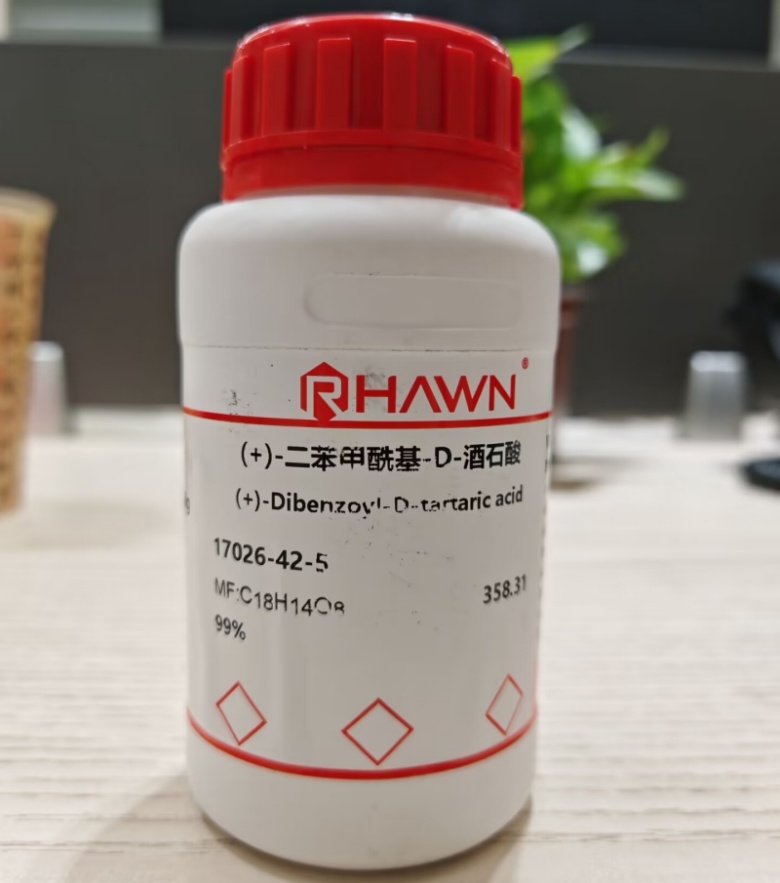 RHAWN®
(+)-二苯甲酰基-D-酒石酸
(+)-Dibenzoyl-D-tartaric acid
17026-42-5
MF:C18H14O8
358.31
99%